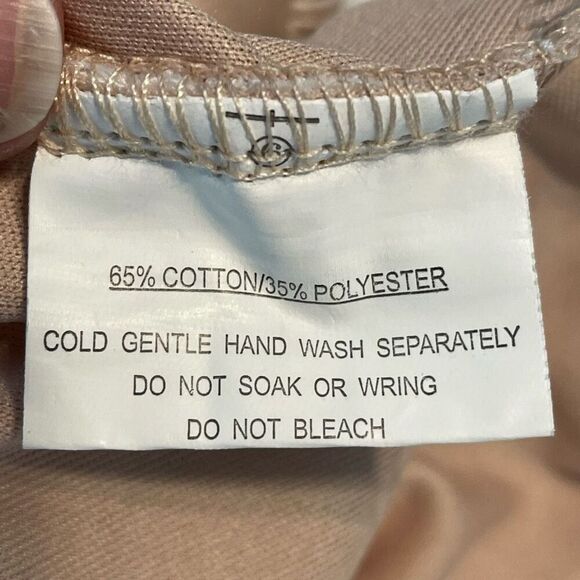 65% COTTON/35% POLYESTER
COLD GENTLE HAND WASH SEPARATELY
DO NOT SOAK OR WRING
DO NOT BLEACH